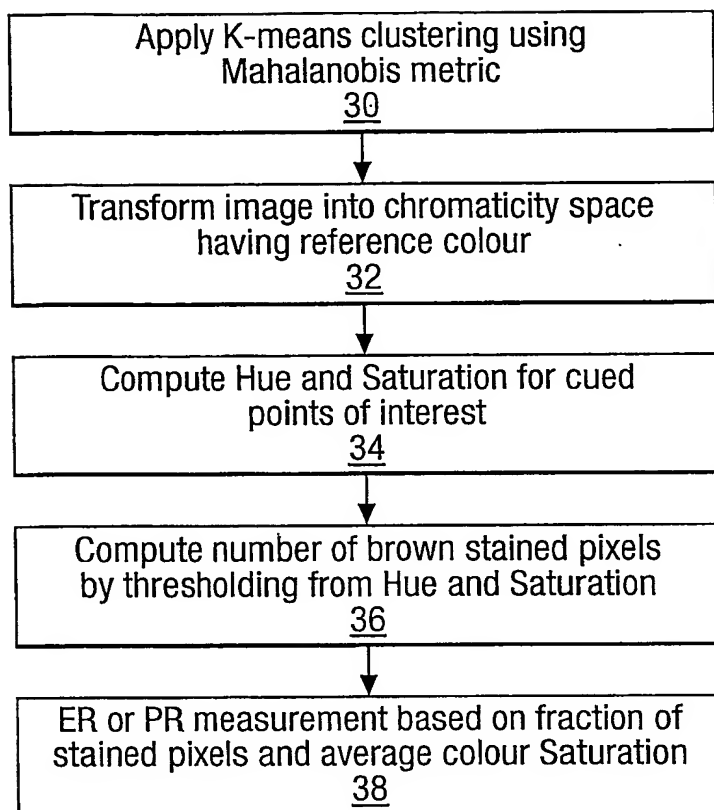 Apply K-means clustering using
Mahalanobis metric
30
Transform image into chromaticity space
having reference colour
32
Compute Hue and Saturation for cued
points of interest
34
Compute number of brown stained pixels
by thresholding from Hue and Saturation
36
ER or PR measurement based on fraction of
stained pixels and average colour Saturation
38